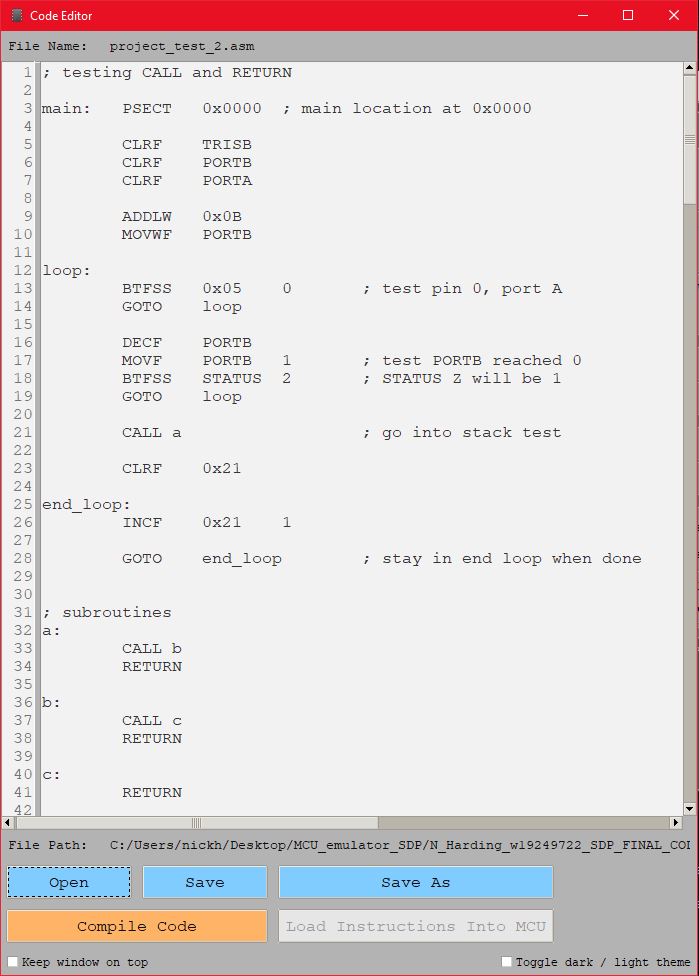 Code Editor
File Name: project_test_2.asm
1 ; testing CALL and RETURN
2
3 main: PSECT 0x0000 ; main location at 0x0000
4
5 CLRF TRISB
6 CLRF PORTB
7 CLRF PORTA
8
9 ADDLW 0x0B
10 MOVWF PORTB
11
12 loop:
13 BTFSS 0x05 0 ; test pin 0, port A
14 GOTO loop
15
16 DECF PORTB
17 MOVF PORTB 1 ; test PORTB reached 0
18 BTFSS STATUS 2 ; STATUS Z will be 1
19 GOTO loop
20
21 CALL a ; go into stack test
22
23 CLRF 0x21
24
25 end_loop:
26 INCF 0x21 1
27
28 GOTO end_loop ; stay in end loop when done
29
30
31 ; subroutines
32 a:
33 CALL b
34 RETURN
35
36 b:
37 CALL c
38 RETURN
39
40 c:
41 RETURN
42
File Path: C:/Users/nickh/Desktop/MCU_emulator_SDP/N_Harding_w19249722_SDP_FINAL_COI
Open Save Save As
Compile Code Load Instructions Into MCU
Keep window on top Toggle dark / light theme